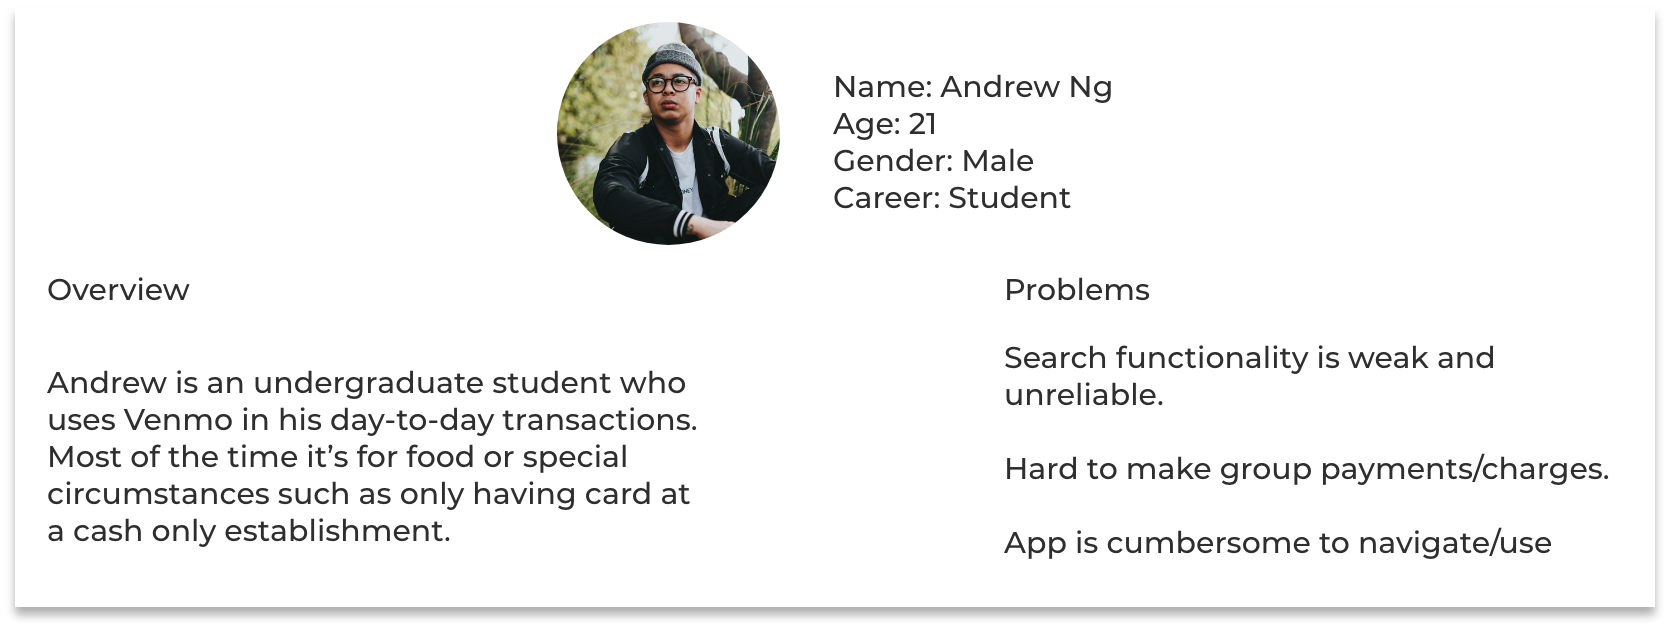 Name: Andrew Ng
Age: 21
Gender: Male
Career: Student
Overview
Andrew is an undergraduate student who
uses Venmo in his day-to-day transactions.
Most of the time it’s for food or special
circumstances such as only having card at
a cash only establishment.
Problems
Search functionality is weak and
unreliable.
Hard to make group payments/charges.
App is cumbersome to navigate/use